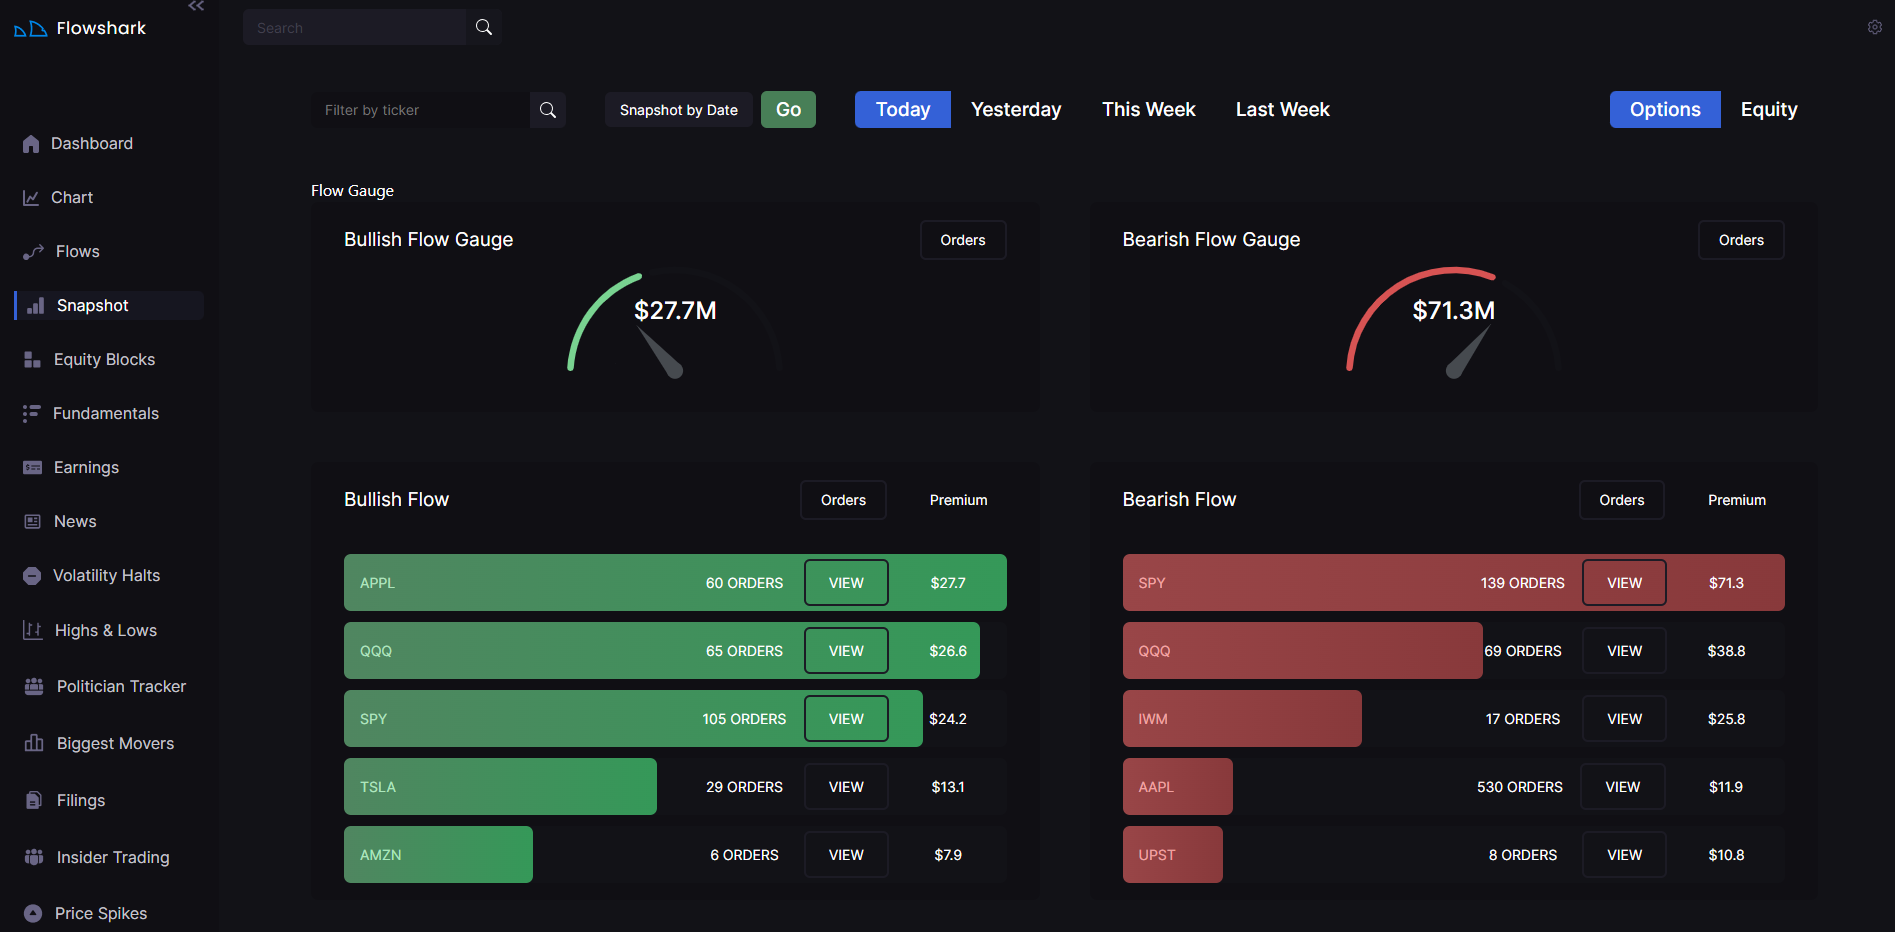 Flowshark
Search
Dashboard
Chart
Flows
Snapshot
Equity Blocks
Fundamentals
Earnings
News
Volatility Halts
Highs & Lows
Politician Tracker
Biggest Movers
Filings
Insider Trading
Price Spikes
Filter by ticker
Snapshot by Date
Go
Today
Yesterday
This Week
Last Week
Options
Equity
Flow Gauge
Bullish Flow Gauge
Orders
$27.7M
Bearish Flow Gauge
Orders
$71.3M
Bullish Flow
Orders
Premium
APPL 60 ORDERS VIEW $27.7
QQQ 65 ORDERS VIEW $26.6
SPY 105 ORDERS VIEW $24.2
TSLA 29 ORDERS VIEW $13.1
AMZN 6 ORDERS VIEW $7.9
Bearish Flow
Orders
Premium
SPY 139 ORDERS VIEW $71.3
QQQ 69 ORDERS VIEW $38.8
IWM 17 ORDERS VIEW $25.8
AAPL 530 ORDERS VIEW $11.9
UPST 8 ORDERS VIEW $10.8